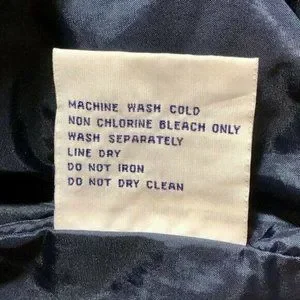 MACHINE WASH COLD
NON CHLORINE BLEACH ONLY
WASH SEPARATELY
LINE DRY
DO NOT IRON
DO NOT DRY CLEAN